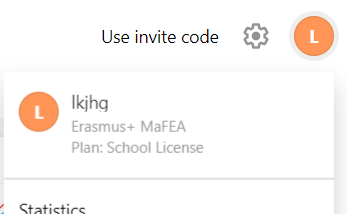 Use invite code
L
L
lkjhg
Erasmus+ MaFEA
Plan: School License
Statistics